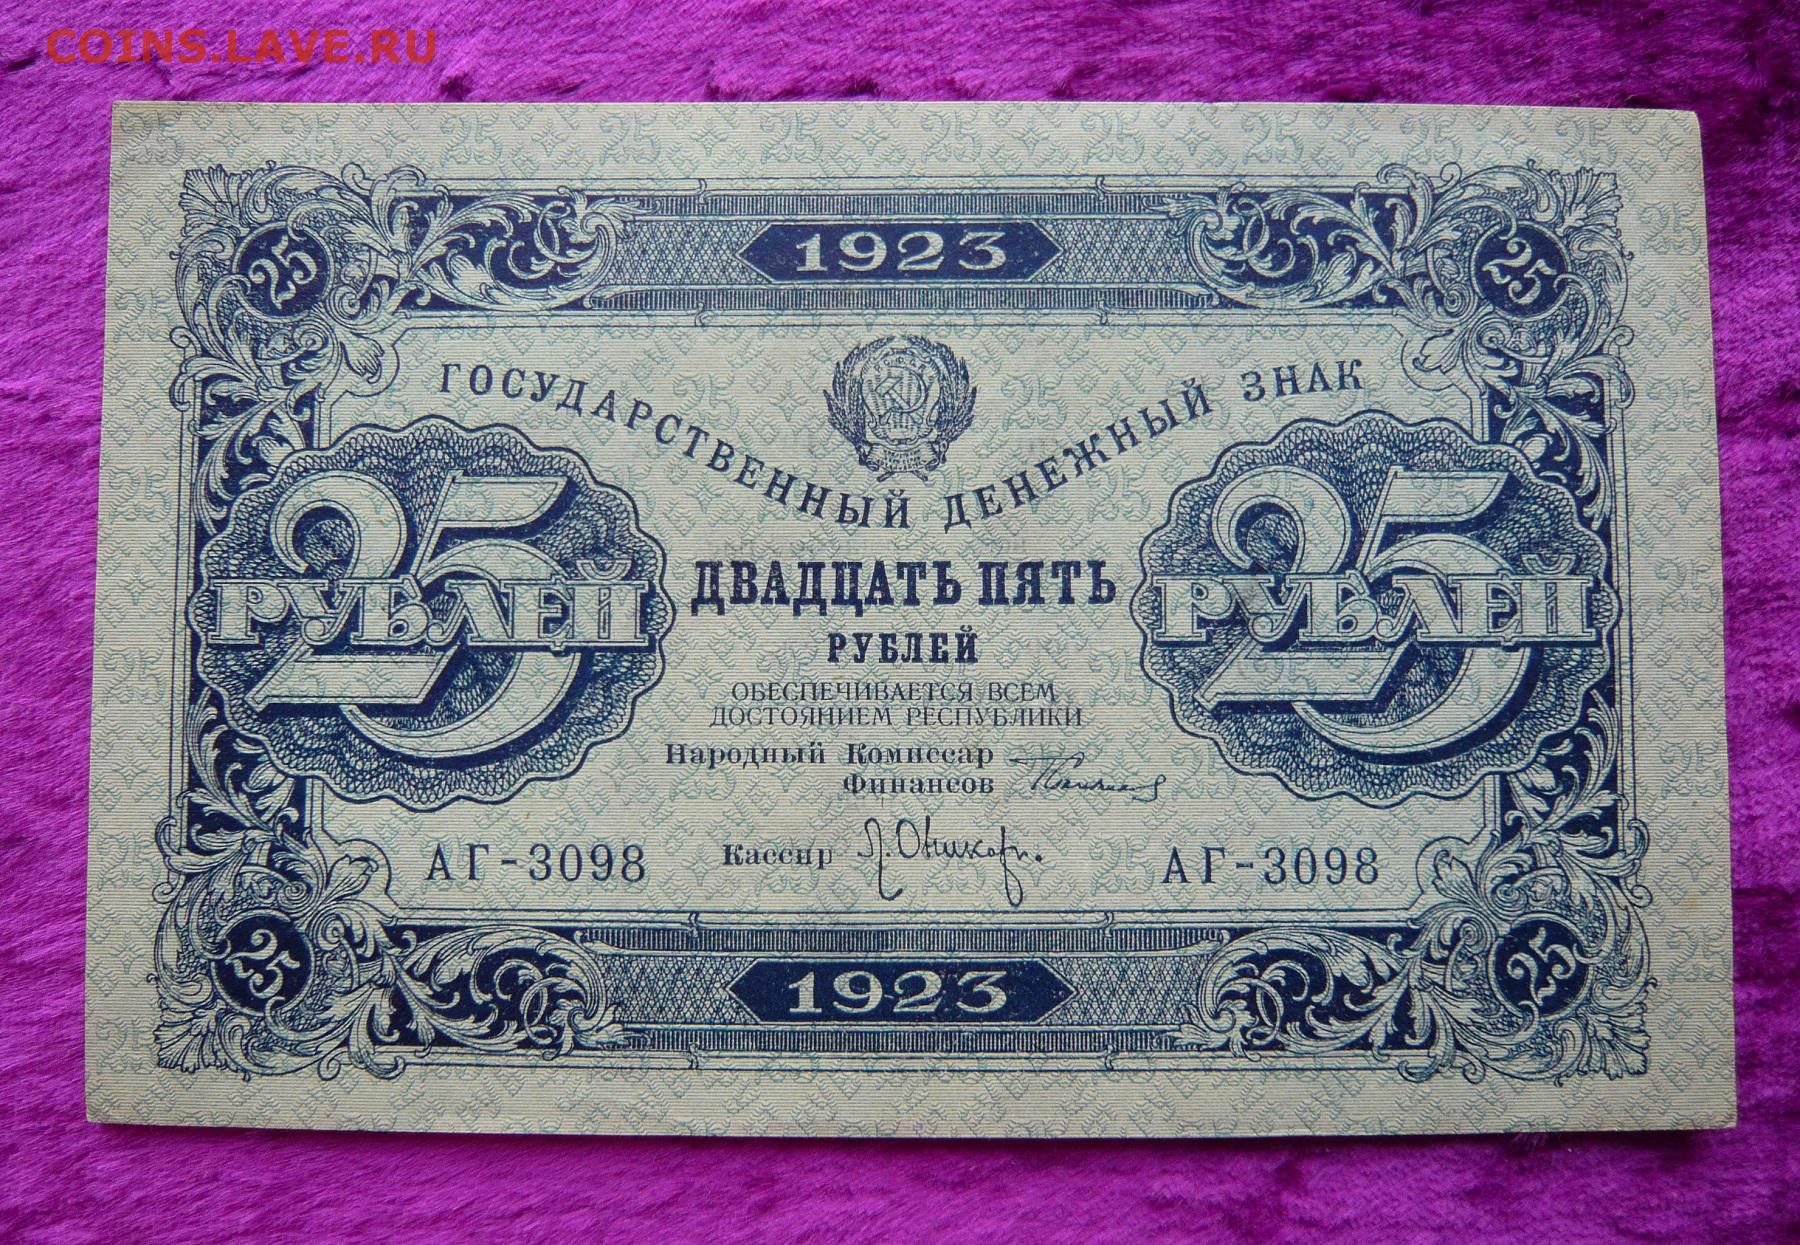 COINS.LAVE.RU
1923
25 25
ГОСУДАРСТВЕННЫЙ ДЕНЕЖНЫЙ ЗНАК
25 РУБЛЕЙ
25 РУБЛЕЙ
ДВАДЦАТЬ ПЯТЬ
РУБЛЕЙ
ОБЕСПЕЧИВАЕТСЯ ВСЕМ
ДОСТОЯНИЕМ РЕСПУБЛИКИ
Народный Комиссар
Финансов
Кассир
АГ-3098 АГ-3098
25 25
1923